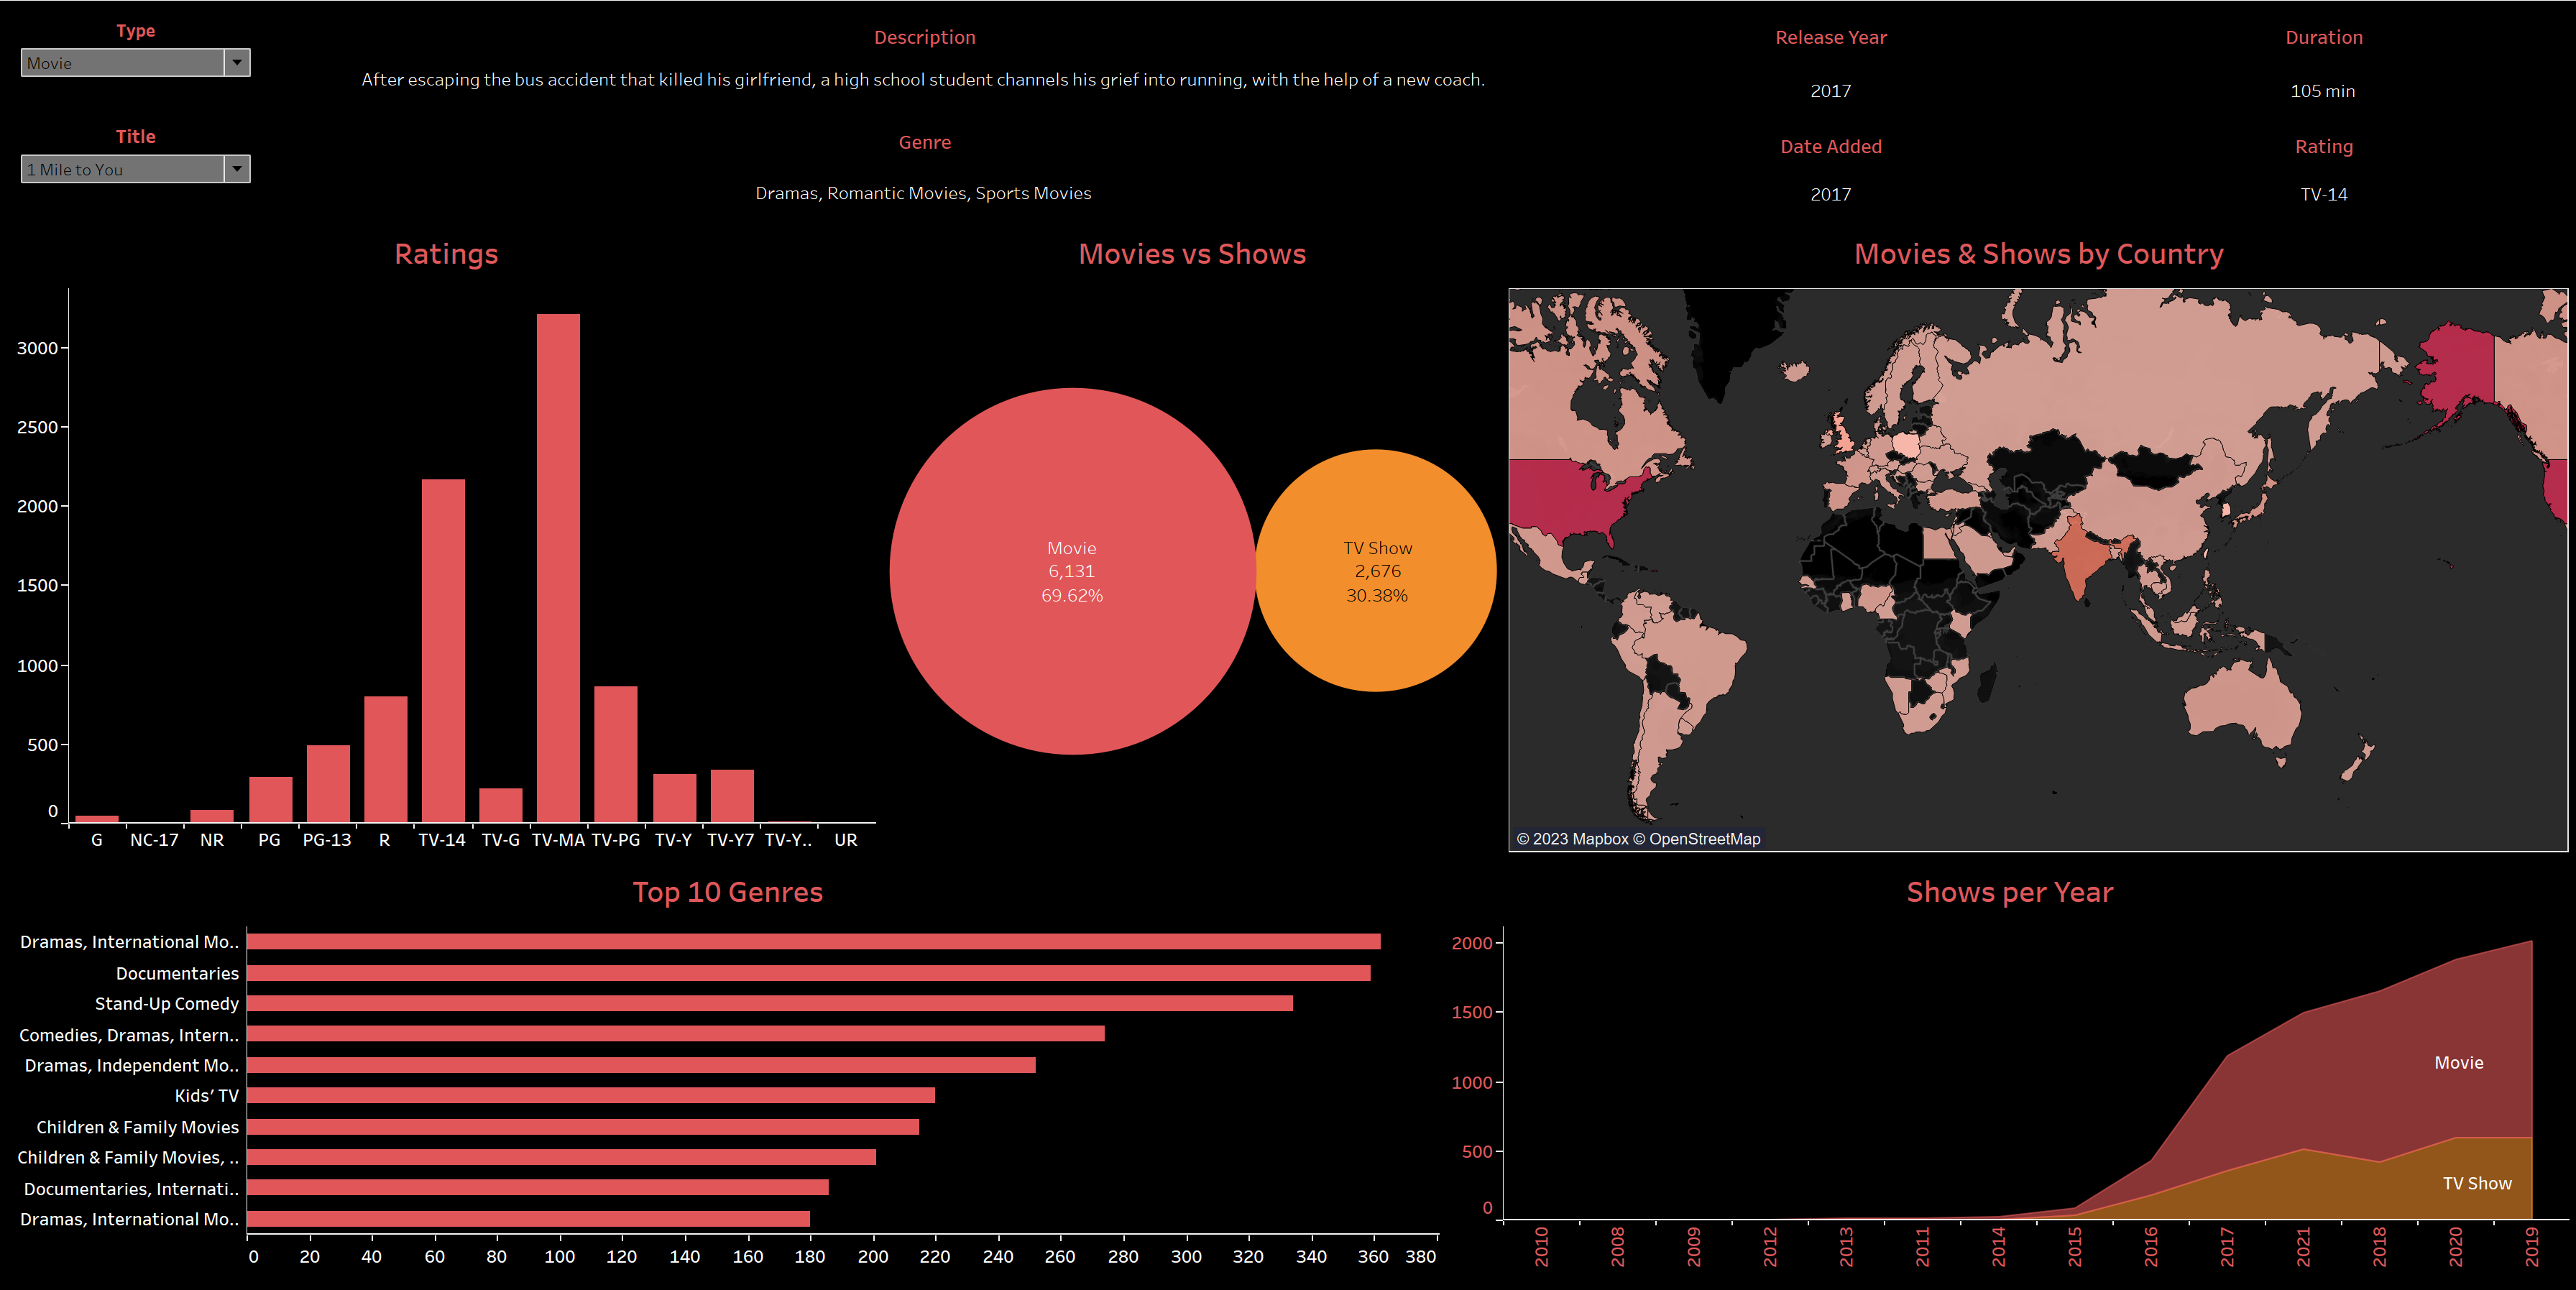 Type
Movie
Title
1 Mile to You
Description
After escaping the bus accident that killed his girlfriend, a high school student channels his grief into running, with the help of a new coach.
Genre
Dramas, Romantic Movies, Sports Movies
Release Year
2017
Duration
105 min
Date Added
2017
Rating
TV-14
Ratings
3000
2500
2000
1500
1000
500
0
G NC-17 NR PG PG-13 R TV-14 TV-G TV-MA TV-PG TV-Y TV-Y7 TV-Y.. UR
Movies vs Shows
Movie
6,131
69.62%
TV Show
2,676
30.38%
Movies & Shows by Country
© 2023 Mapbox © OpenStreetMap
Top 10 Genres
Dramas, International Mo..
Documentaries
Stand-Up Comedy
Comedies, Dramas, Intern..
Dramas, Independent Mo..
Kids’ TV
Children & Family Movies
Children & Family Movies, ..
Documentaries, Internati..
Dramas, International Mo..
0 20 40 60 80 100 120 140 160 180 200 220 240 260 280 300 320 340 360 380
Shows per Year
2000
1500
1000
500
0
Movie
TV Show
2010 2008 2009 2012 2013 2011 2014 2015 2016 2017 2021 2018 2020 2019